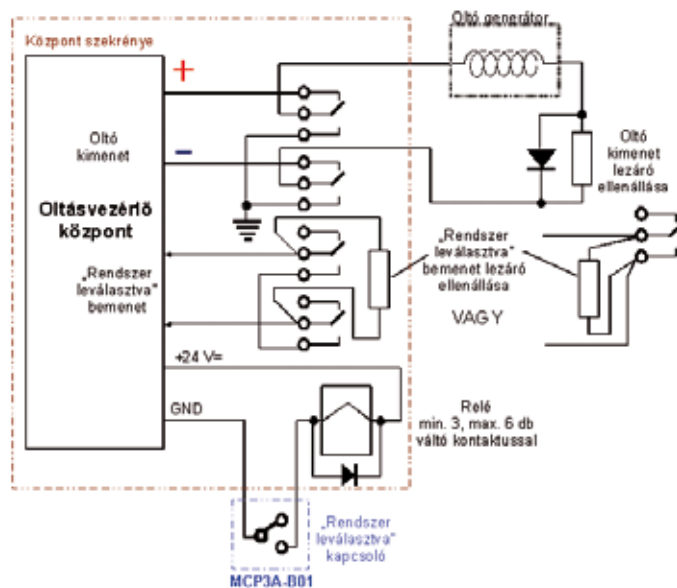 Oltó generátor
Központ szekrénye
+
Oltó
kimenet
–
Oltásvezérlő
központ
„Rendszer
leválasztva”
bemenet
+24 V=
GND
Oltó
kimenet
lezáró
ellenállása
„Rendszer
leválasztva”
bemenet lezáró
ellenállása
VAGY
Relé
min. 3, max. 6 db
váltó kontaktussal
„Rendszer
leválasztva”
kapcsoló
MCP3A-B01